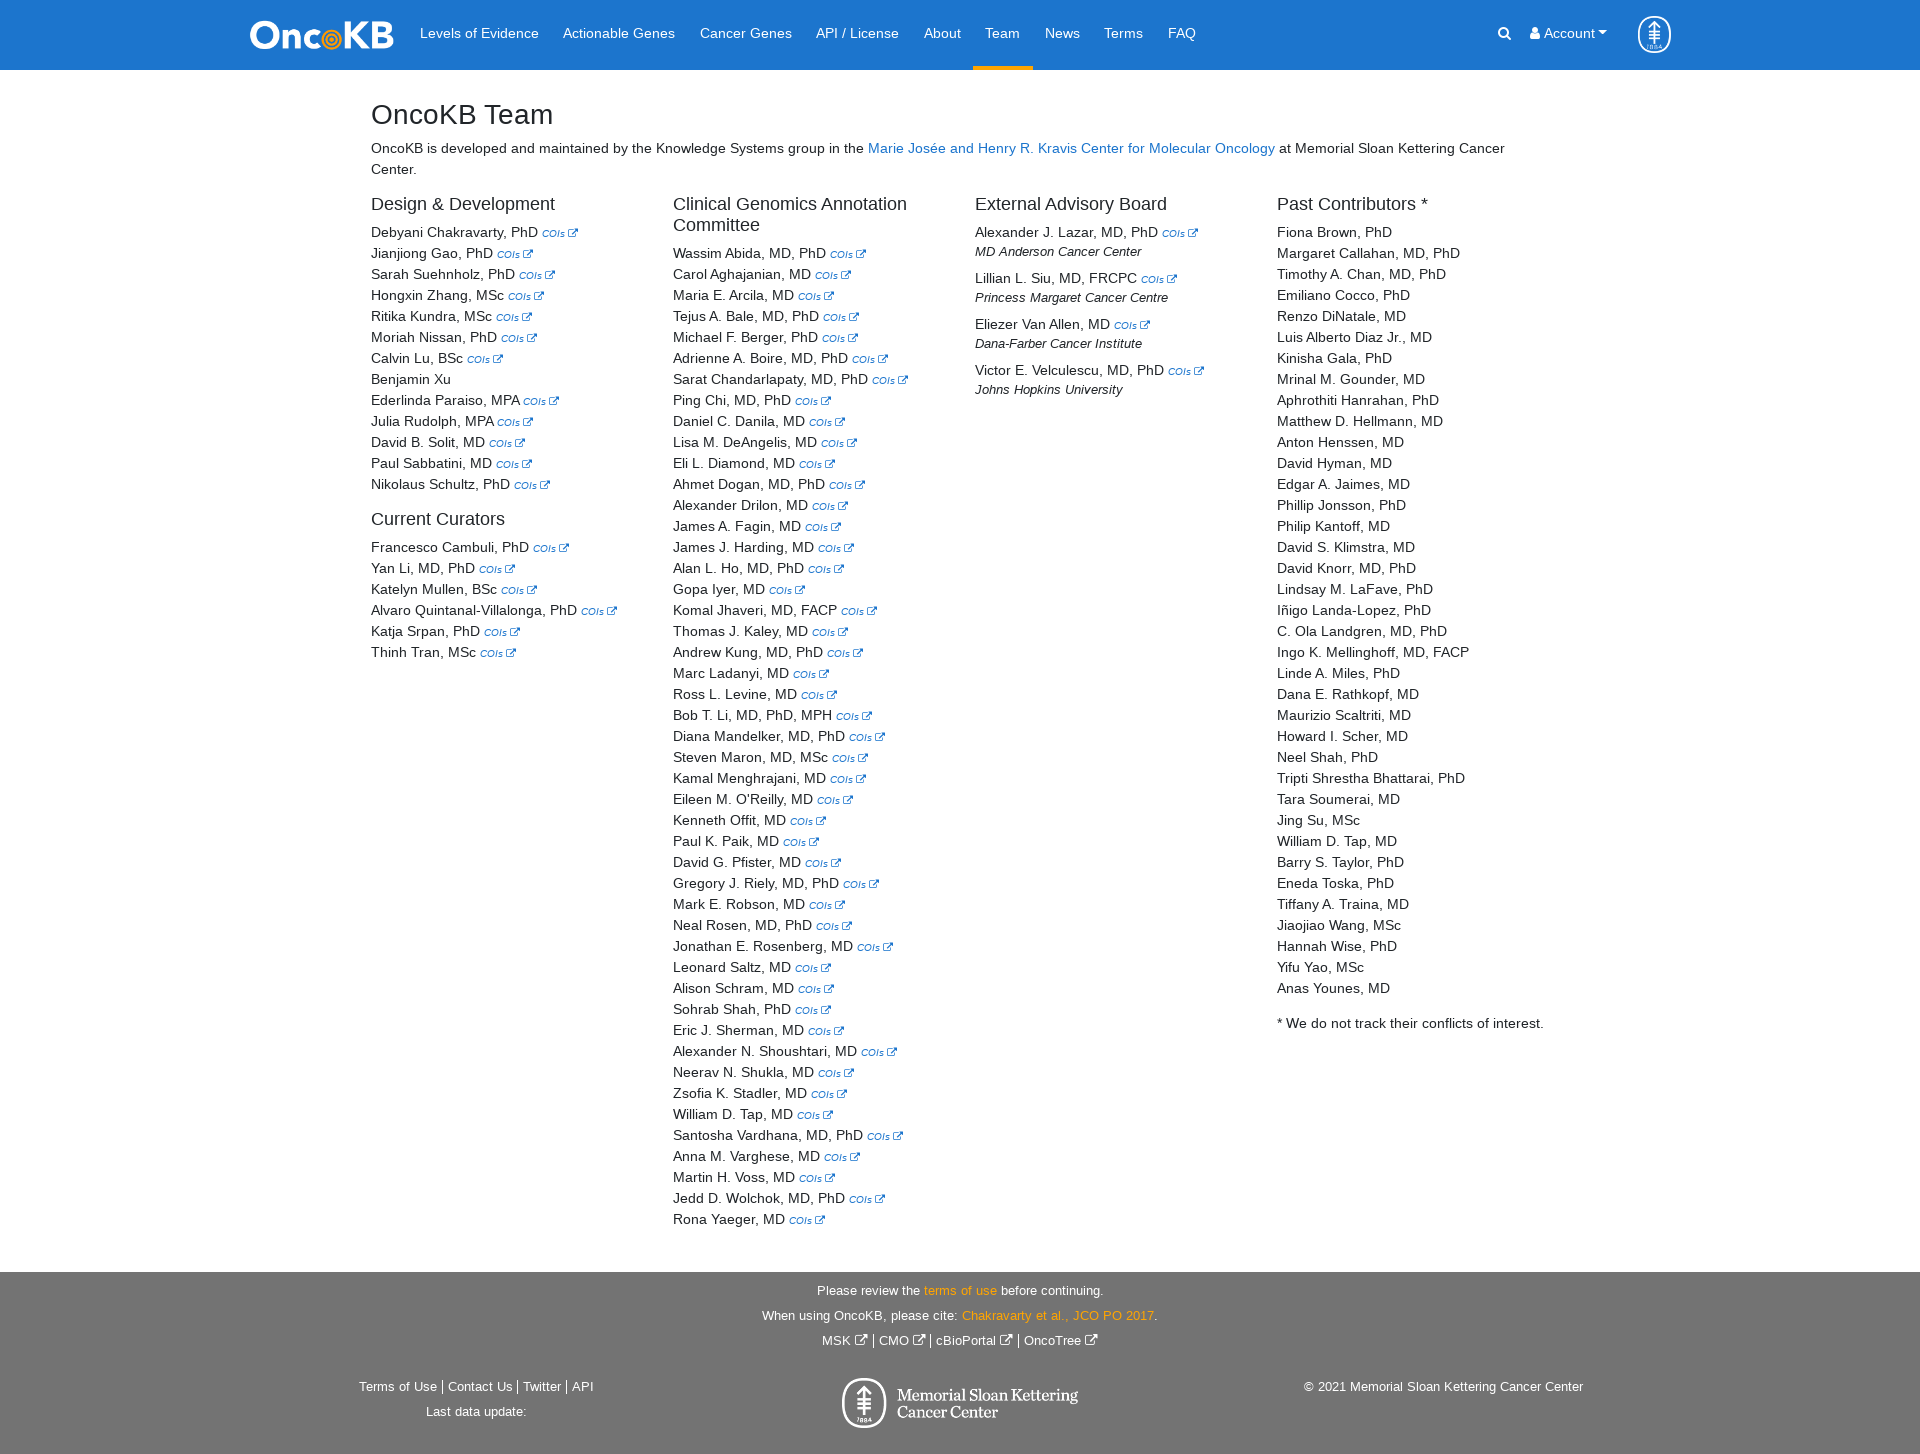 OncoKB
Levels of Evidence
Actionable Genes
Cancer Genes
API / License
About
Team
News
Terms
FAQ
Account
OncoKB Team
OncoKB is developed and maintained by the Knowledge Systems group in the Marie Josée and Henry R. Kravis Center for Molecular Oncology at Memorial Sloan Kettering Cancer
Center.
Design & Development
Debyani Chakravarty, PhD COIs
Jianjiong Gao, PhD COIs
Sarah Suehnholz, PhD COIs
Hongxin Zhang, MSc COIs
Ritika Kundra, MSc COIs
Moriah Nissan, PhD COIs
Calvin Lu, BSc COIs
Benjamin Xu
Ederlinda Paraiso, MPA COIs
Julia Rudolph, MPA COIs
David B. Solit, MD COIs
Paul Sabbatini, MD COIs
Nikolaus Schultz, PhD COIs
Current Curators
Francesco Cambuli, PhD COIs
Yan Li, MD, PhD COIs
Katelyn Mullen, BSc COIs
Alvaro Quintanal-Villalonga, PhD COIs
Katja Srpan, PhD COIs
Thinh Tran, MSc COIs
Clinical Genomics Annotation
Committee
Wassim Abida, MD, PhD COIs
Carol Aghajanian, MD COIs
Maria E. Arcila, MD COIs
Tejus A. Bale, MD, PhD COIs
Michael F. Berger, PhD COIs
Adrienne A. Boire, MD, PhD COIs
Sarat Chandarlapaty, MD, PhD COIs
Ping Chi, MD, PhD COIs
Daniel C. Danila, MD COIs
Lisa M. DeAngelis, MD COIs
Eli L. Diamond, MD COIs
Ahmet Dogan, MD, PhD COIs
Alexander Drilon, MD COIs
James A. Fagin, MD COIs
James J. Harding, MD COIs
Alan L. Ho, MD, PhD COIs
Gopa Iyer, MD COIs
Komal Jhaveri, MD, FACP COIs
Thomas J. Kaley, MD COIs
Andrew Kung, MD, PhD COIs
Marc Ladanyi, MD COIs
Ross L. Levine, MD COIs
Bob T. Li, MD, PhD, MPH COIs
Diana Mandelker, MD, PhD COIs
Steven Maron, MD, MSc COIs
Kamal Menghrajani, MD COIs
Eileen M. O'Reilly, MD COIs
Kenneth Offit, MD COIs
Paul K. Paik, MD COIs
David G. Pfister, MD COIs
Gregory J. Riely, MD, PhD COIs
Mark E. Robson, MD COIs
Neal Rosen, MD, PhD COIs
Jonathan E. Rosenberg, MD COIs
Leonard Saltz, MD COIs
Alison Schram, MD COIs
Sohrab Shah, PhD COIs
Eric J. Sherman, MD COIs
Alexander N. Shoushtari, MD COIs
Neerav N. Shukla, MD COIs
Zsofia K. Stadler, MD COIs
William D. Tap, MD COIs
Santosha Vardhana, MD, PhD COIs
Anna M. Varghese, MD COIs
Martin H. Voss, MD COIs
Jedd D. Wolchok, MD, PhD COIs
Rona Yaeger, MD COIs
External Advisory Board
Alexander J. Lazar, MD, PhD COIs
MD Anderson Cancer Center
Lillian L. Siu, MD, FRCPC COIs
Princess Margaret Cancer Centre
Eliezer Van Allen, MD COIs
Dana-Farber Cancer Institute
Victor E. Velculescu, MD, PhD COIs
Johns Hopkins University
Past Contributors *
Fiona Brown, PhD
Margaret Callahan, MD, PhD
Timothy A. Chan, MD, PhD
Emiliano Cocco, PhD
Renzo DiNatale, MD
Luis Alberto Diaz Jr., MD
Kinisha Gala, PhD
Mrinal M. Gounder, MD
Aphrothiti Hanrahan, PhD
Matthew D. Hellmann, MD
Anton Henssen, MD
David Hyman, MD
Edgar A. Jaimes, MD
Phillip Jonsson, PhD
Philip Kantoff, MD
David S. Klimstra, MD
David Knorr, MD, PhD
Lindsay M. LaFave, PhD
Iñigo Landa-Lopez, PhD
C. Ola Landgren, MD, PhD
Ingo K. Mellinghoff, MD, FACP
Linde A. Miles, PhD
Dana E. Rathkopf, MD
Maurizio Scaltriti, MD
Howard I. Scher, MD
Neel Shah, PhD
Tripti Shrestha Bhattarai, PhD
Tara Soumerai, MD
Jing Su, MSc
William D. Tap, MD
Barry S. Taylor, PhD
Eneda Toska, PhD
Tiffany A. Traina, MD
Jiaojiao Wang, MSc
Hannah Wise, PhD
Yifu Yao, MSc
Anas Younes, MD
* We do not track their conflicts of interest.
Please review the terms of use before continuing.
When using OncoKB, please cite: Chakravarty et al., JCO PO 2017.
MSK | CMO | cBioPortal | OncoTree
Terms of Use | Contact Us | Twitter | API
Last data update:
1884
Memorial Sloan Kettering
Cancer Center
© 2021 Memorial Sloan Kettering Cancer Center